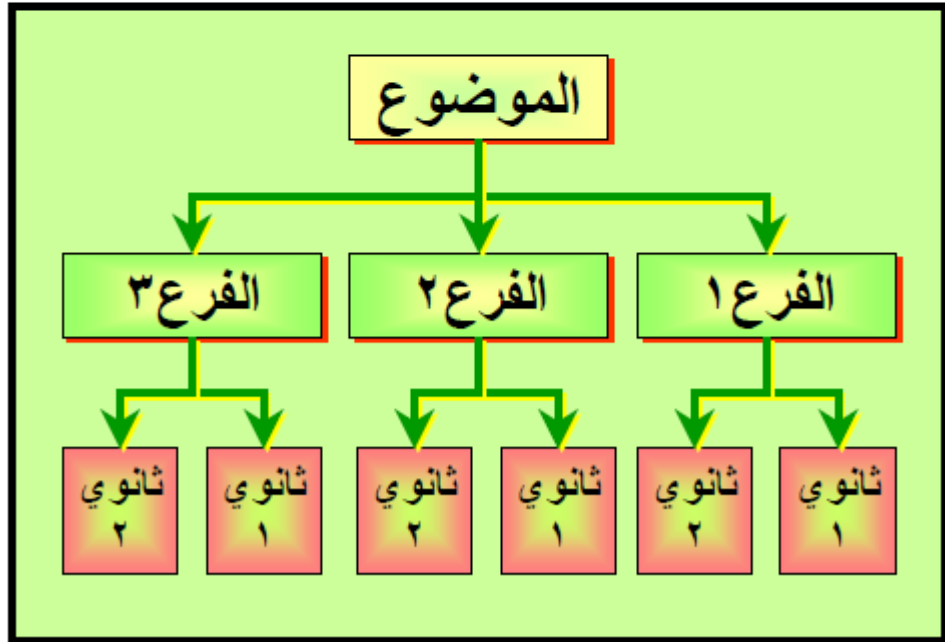 الموضوع
الفرع١
الفرع٢
الفرع٣
ثانوي
١
ثانوي
٢
ثانوي
١
ثانوي
٢
ثانوي
١
ثانوي
٢